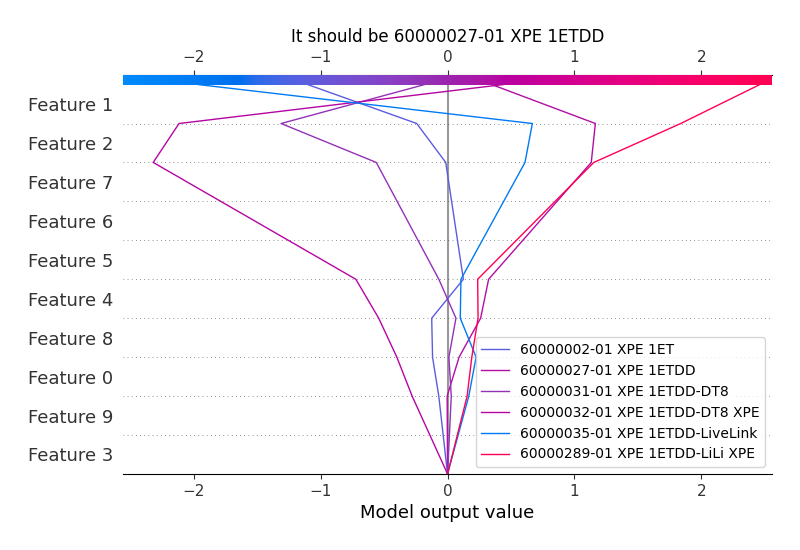 It should be 60000027-01 XPE 1ETDD
−2 −1 0 1 2
Feature 1
Feature 2
Feature 7
Feature 6
Feature 5
Feature 4
Feature 8
Feature 0
Feature 9
Feature 3
60000002-01 XPE 1ET
60000027-01 XPE 1ETDD
60000031-01 XPE 1ETDD-DT8
60000032-01 XPE 1ETDD-DT8 XPE
60000035-01 XPE 1ETDD-LiveLink
60000289-01 XPE 1ETDD-LiLi XPE
−2 −1 0 1 2
Model output value